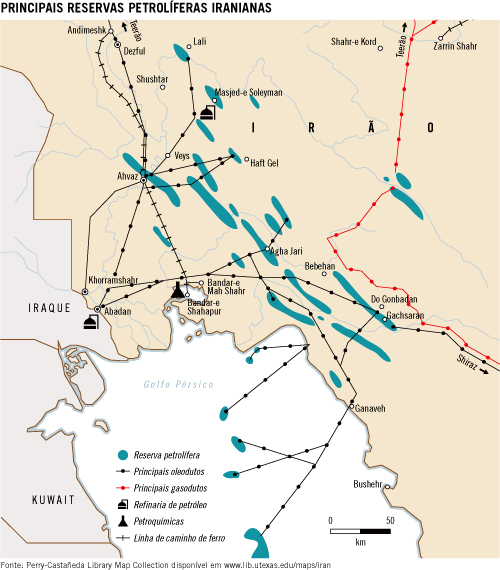 PRINCIPAIS RESERVAS PETROLÍFERAS IRANIANAS
Andimeshk
Teerão
Dezful
Lali
Shahr-e Kord
Teerão
Zarrin Shahr
Shushtar
Masjed-e Soleyman
I R Ã O
Veys
Haft Gel
Ahvaz
Agha Jari
Bebehan
Khorramshahr
Bandar-e
Mah Shahr
IRAQUE
Abadan
Bandar-e
Shahapur
Do Gonbadan
Gachsaran
Shiraz
Golfo Pérsico
Ganaveh
Reserva petrolífera
Principais oleodutos
Principais gasodutos
Bushehr
KUWAIT
Refinaria de petróleo
Petroquímicas
Linha de caminho de ferro
0 50
km
Fonte: Perry-Castañeda Library Map Collection disponível em www.lib.utexas.edu/maps/iran